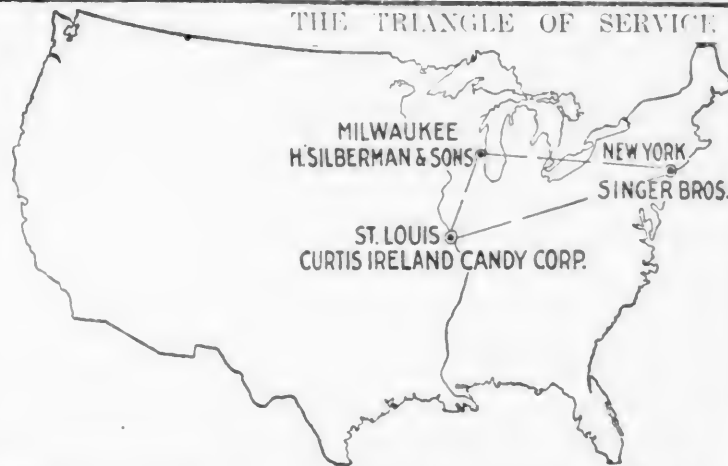 THE TRIANGLE OF SERVICE
MILWAUKEE
H. SILBERMAN & SONS
NEW YORK
SINGER BROS.
ST. LOUIS
CURTIS IRELAND CANDY CORP.